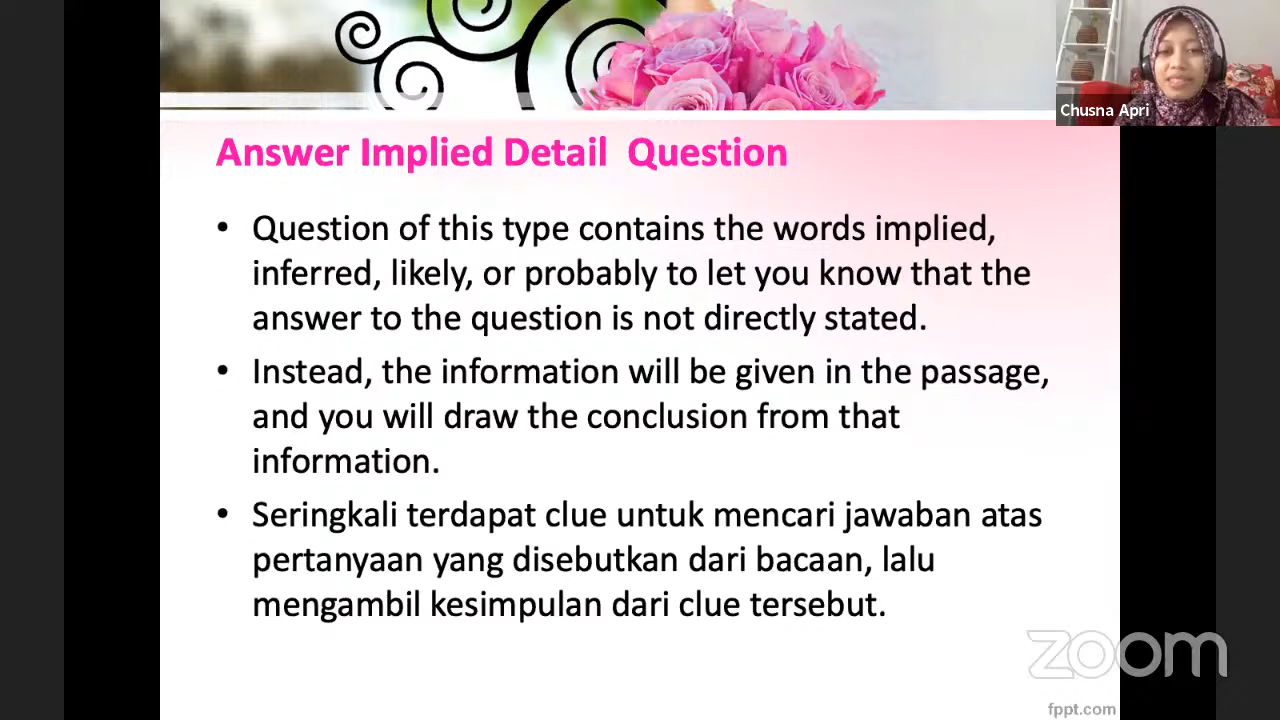 Chusna Apri
Answer Implied Detail Question
• Question of this type contains the words implied,
inferred, likely, or probably to let you know that the
answer to the question is not directly stated.
• Instead, the information will be given in the passage,
and you will draw the conclusion from that
information.
• Seringkali terdapat clue untuk mencari jawaban atas
pertanyaan yang disebutkan dari bacaan, lalu
mengambil kesimpulan dari clue tersebut.
zoom
fppt.com